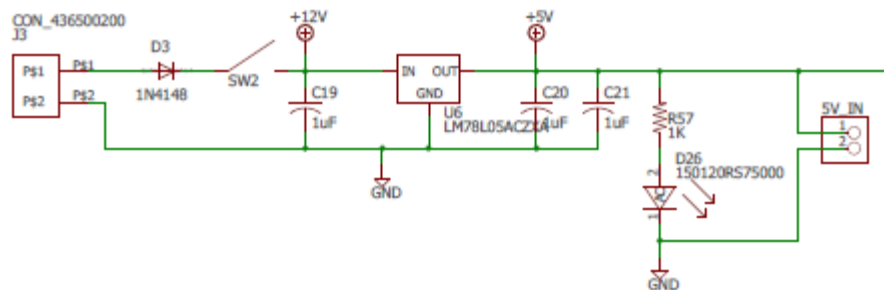 CON_436500200
J3
P$1
P$1
P$2
P$2
D3
1N4148
SW2
+12V
C19
1uF
IN
OUT
GND
U6
LM78L05ACZXA
+5V
C20
1uF
C21
1uF
GND
R57
1K
D26
150120RS75000
2
A
C
1
GND
5V_IN
1
2